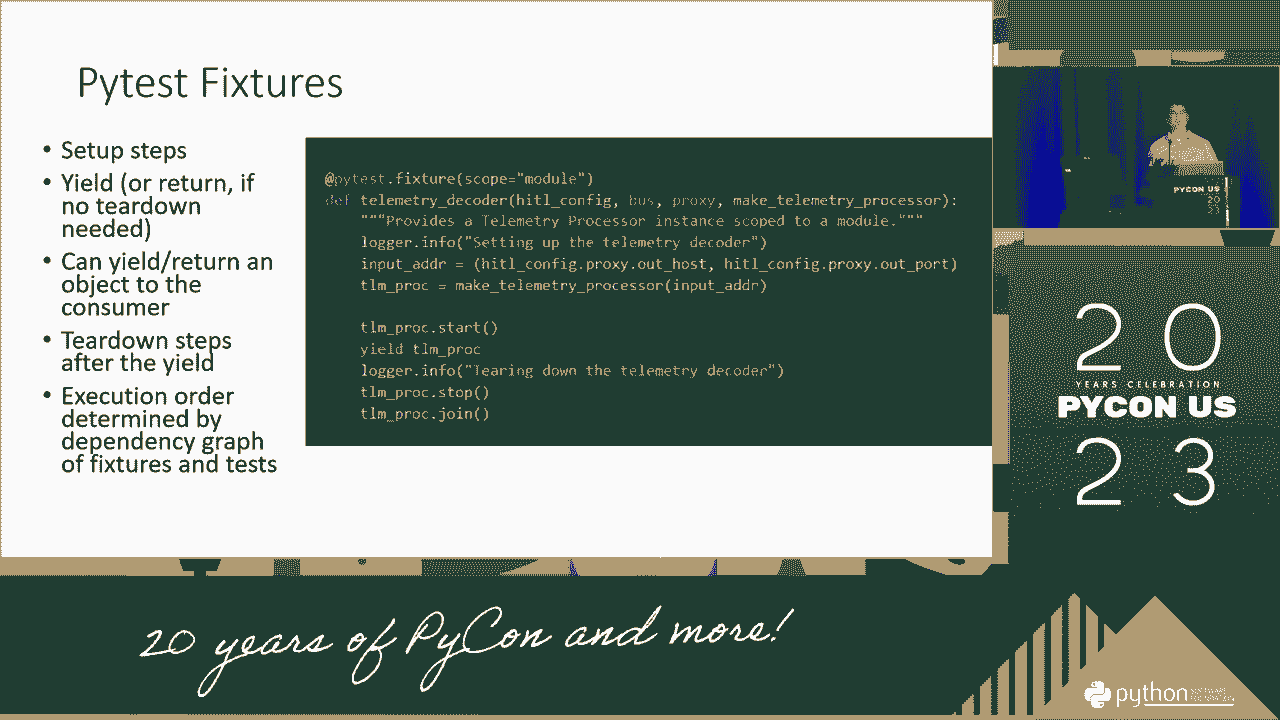 Pytest Fixtures
• Setup steps
• Yield (or return, if
no teardown
needed)
• Can yield/return an
object to the
consumer
• Teardown steps
after the yield
• Execution order
determined by
dependency graph
of fixtures and tests
@pytest.fixture(scope="module")
def telemetry_decoder(hitl_config, bus, proxy, make_telemetry_processor):
"""Provides a Telemetry Processor instance scoped to a module."""
logger.info("Setting up the telemetry decoder")
input_addr = (hitl_config.proxy.out_host, hitl_config.proxy.out_port)
tlm_proc = make_telemetry_processor(input_addr)
tlm_proc.start()
yield tlm_proc
logger.info("Tearing down the telemetry decoder")
tlm_proc.stop()
tlm_proc.join()
PYCON US
20
23
20
YEARS CELEBRATION
PYCON US
23
20 years of PyCon and more!
python